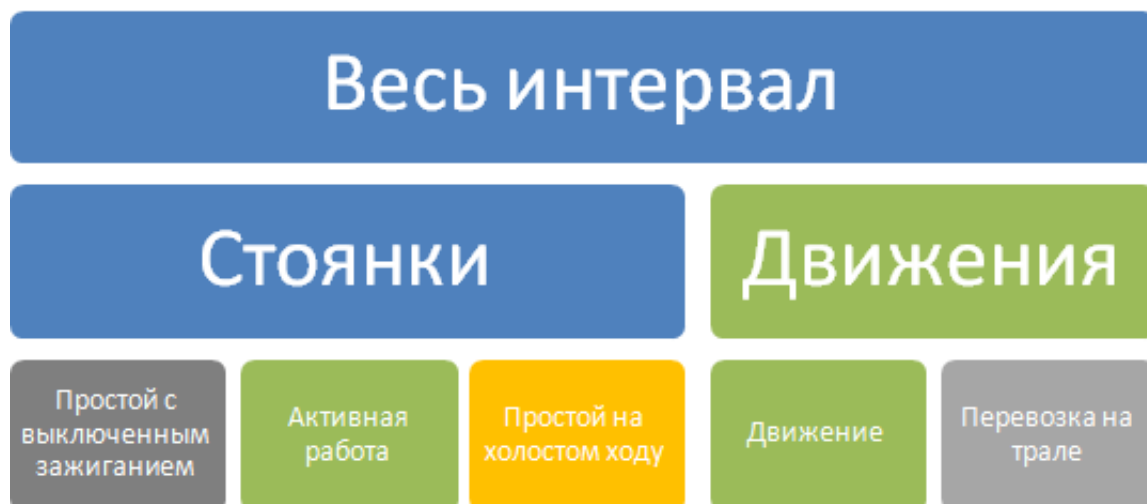 Весь интервал
Стоянки
Движения
Простой с
выключенным
зажиганием
Активная
работа
Простой на
холостом ходу
Движение
Перевозка на
трале